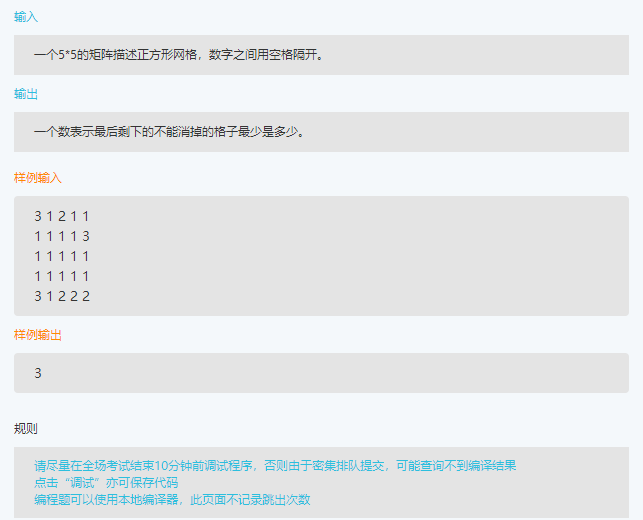 输入
一个5*5的矩阵描述正方形网格，数字之间用空格隔开。
输出
一个数表示最后剩下的不能消掉的格子最少是多少。
样例输入
3 1 2 1 1
1 1 1 1 3
1 1 1 1 1
1 1 1 1 1
3 1 2 2 2
样例输出
3
规则
请尽量在全场考试结束10分钟前调试程序，否则由于密集排队提交，可能查询不到编译结果
点击“调试”亦可保存代码
编程题可以使用本地编译器，此页面不记录跳出次数